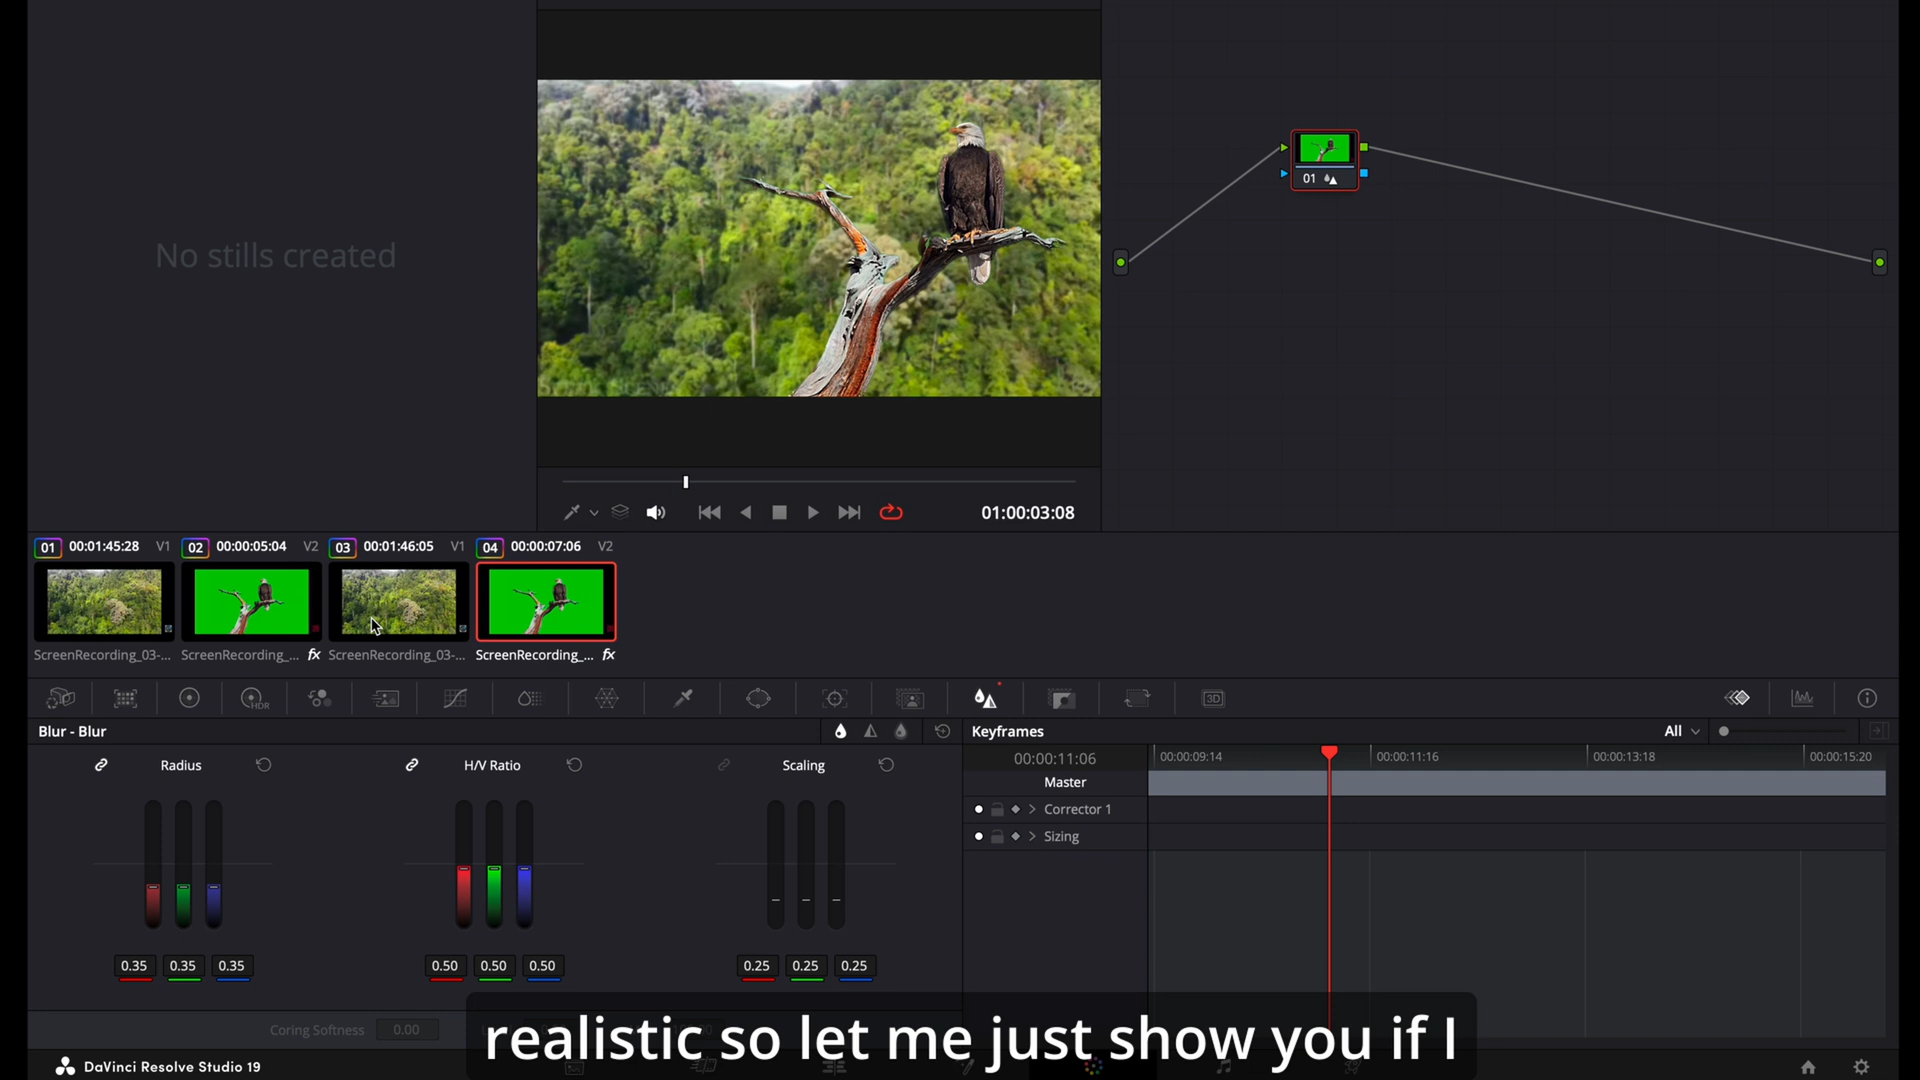 No stills created
01
01:00:03:08
01 00:01:45:28 V1 02 00:00:05:04 V2 03 00:01:46:05 V1 04 00:00:07:06 V2
ScreenRecording_03-... ScreenRecording_... fx ScreenRecording_03-... ScreenRecording_... fx
HDR
3D
Blur - Blur
Keyframes All
Radius H/V Ratio Scaling
00:00:11:06 00:00:09:14 00:00:11:16 00:00:13:18 00:00:15:20
Master
Corrector 1
Sizing
0.35 0.35 0.35 0.50 0.50 0.50 0.25 0.25 0.25
Coring Softness 0.00
realistic so let me just show you if I
DaVinci Resolve Studio 19